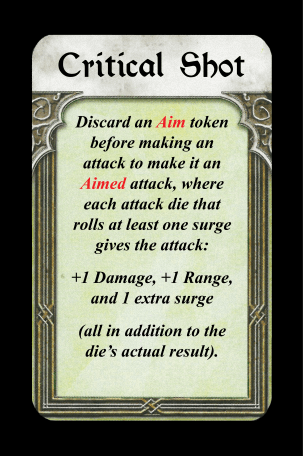 Critical Shot
Discard an Aim token
before making an
attack to make it an
Aimed attack, where
each attack die that
rolls at least one surge
gives the attack:
+1 Damage, +1 Range,
and 1 extra surge
(all in addition to the
die's actual result).